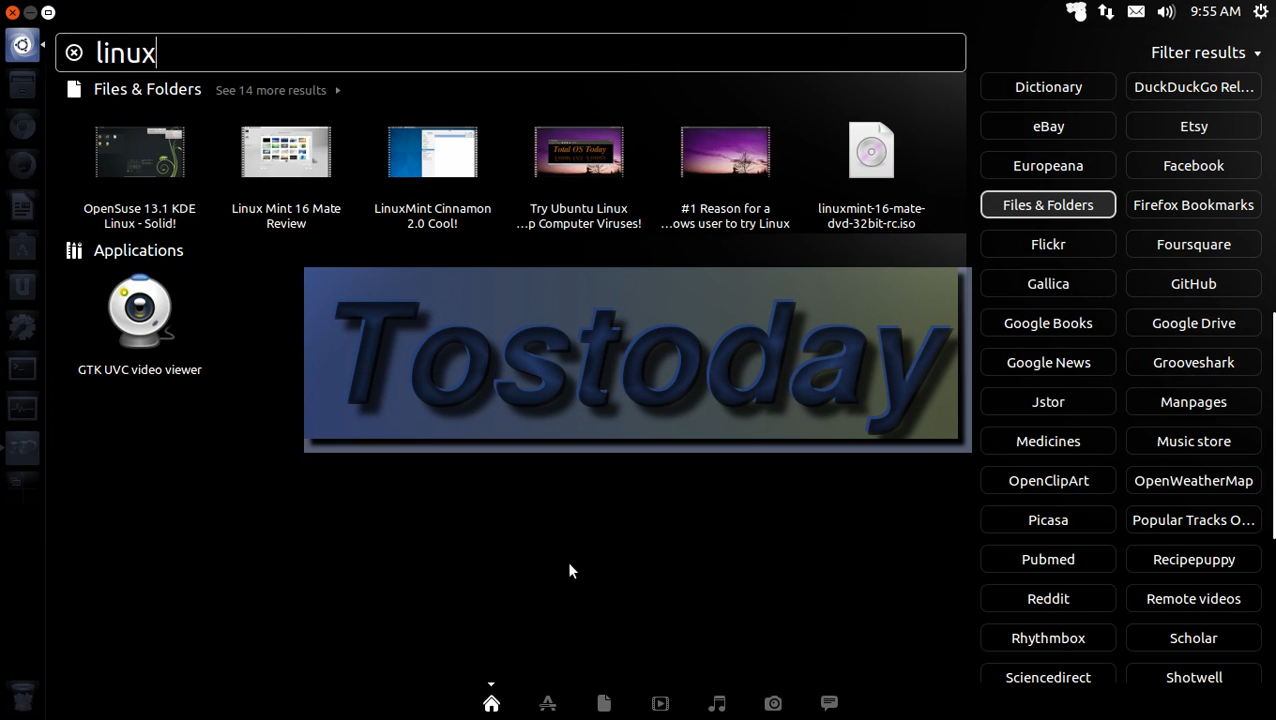 9:55 AM
linux
Filter results
Files & Folders See 14 more results
Total OS Today
OpenSuse 13.1 KDE
Linux - Solid!
Linux Mint 16 Mate
Review
LinuxMint Cinnamon
2.0 Cool!
Try Ubuntu Linux
...p Computer Viruses!
#1 Reason for a
...ows user to try Linux
linuxmint-16-mate-
dvd-32bit-rc.iso
Applications
GTK UVC video viewer
Tostoday
Dictionary DuckDuckGo Rel...
eBay Etsy
Europeana Facebook
Files & Folders Firefox Bookmarks
Flickr Foursquare
Gallica GitHub
Google Books Google Drive
Google News Grooveshark
Jstor Manpages
Medicines Music store
OpenClipArt OpenWeatherMap
Picasa Popular Tracks O...
Pubmed Recipepuppy
Reddit Remote videos
Rhythmbox Scholar
Sciencedirect Shotwell